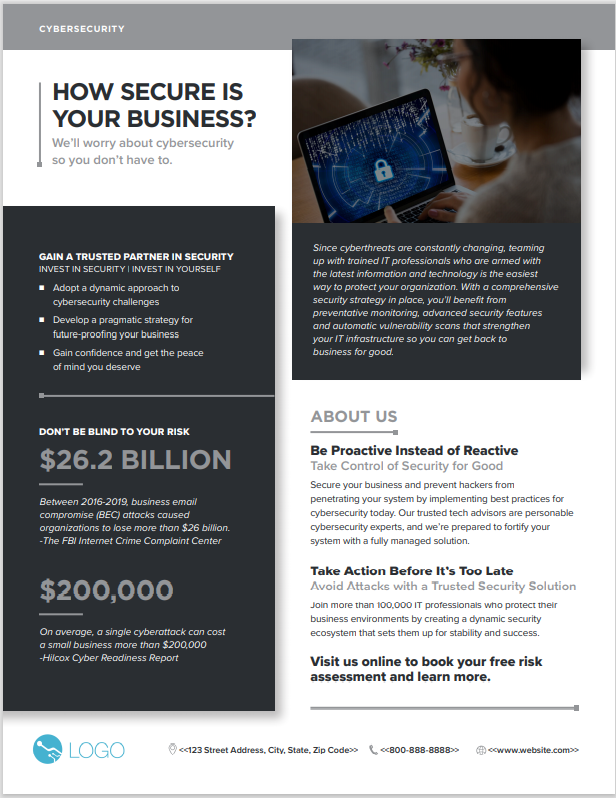 CYBERSECURITY
HOW SECURE IS
YOUR BUSINESS?
We'll worry about cybersecurity
so you don't have to.
GAIN A TRUSTED PARTNER IN SECURITY
INVEST IN SECURITY | INVEST IN YOURSELF
Adopt a dynamic approach to
cybersecurity challenges
Develop a pragmatic strategy for
future-proofing your business
Gain confidence and get the peace
of mind you deserve
DON'T BE BLIND TO YOUR RISK
$26.2 BILLION
Between 2016-2019, business email
compromise (BEC) attacks caused
organizations to lose more than $26 billion.
-The FBI Internet Crime Complaint Center
$200,000
On average, a single cyberattack can cost
a small business more than $200,000
-Hilcox Cyber Readiness Report
Since cyberthreats are constantly changing, teaming
up with trained IT professionals who are armed with
the latest information and technology is the easiest
way to protect your organization. With a comprehensive
security strategy in place, you'll benefit from
preventative monitoring, advanced security features
and automatic vulnerability scans that strengthen
your IT infrastructure so you can get back to
business for good.
ABOUT US
Be Proactive Instead of Reactive
Take Control of Security for Good
Secure your business and prevent hackers from
penetrating your system by implementing best practices for
cybersecurity today. Our trusted tech advisors are personable
cybersecurity experts, and we're prepared to fortify your
system with a fully managed solution.
Take Action Before It's Too Late
Avoid Attacks with a Trusted Security Solution
Join more than 100,000 IT professionals who protect their
business environments by creating a dynamic security
ecosystem that sets them up for stability and success.
Visit us online to book your free risk
assessment and learn more.
LOGO
<<123 Street Address, City, State, Zip Code>>
<<800-888-8888>>
<<www.website.com>>